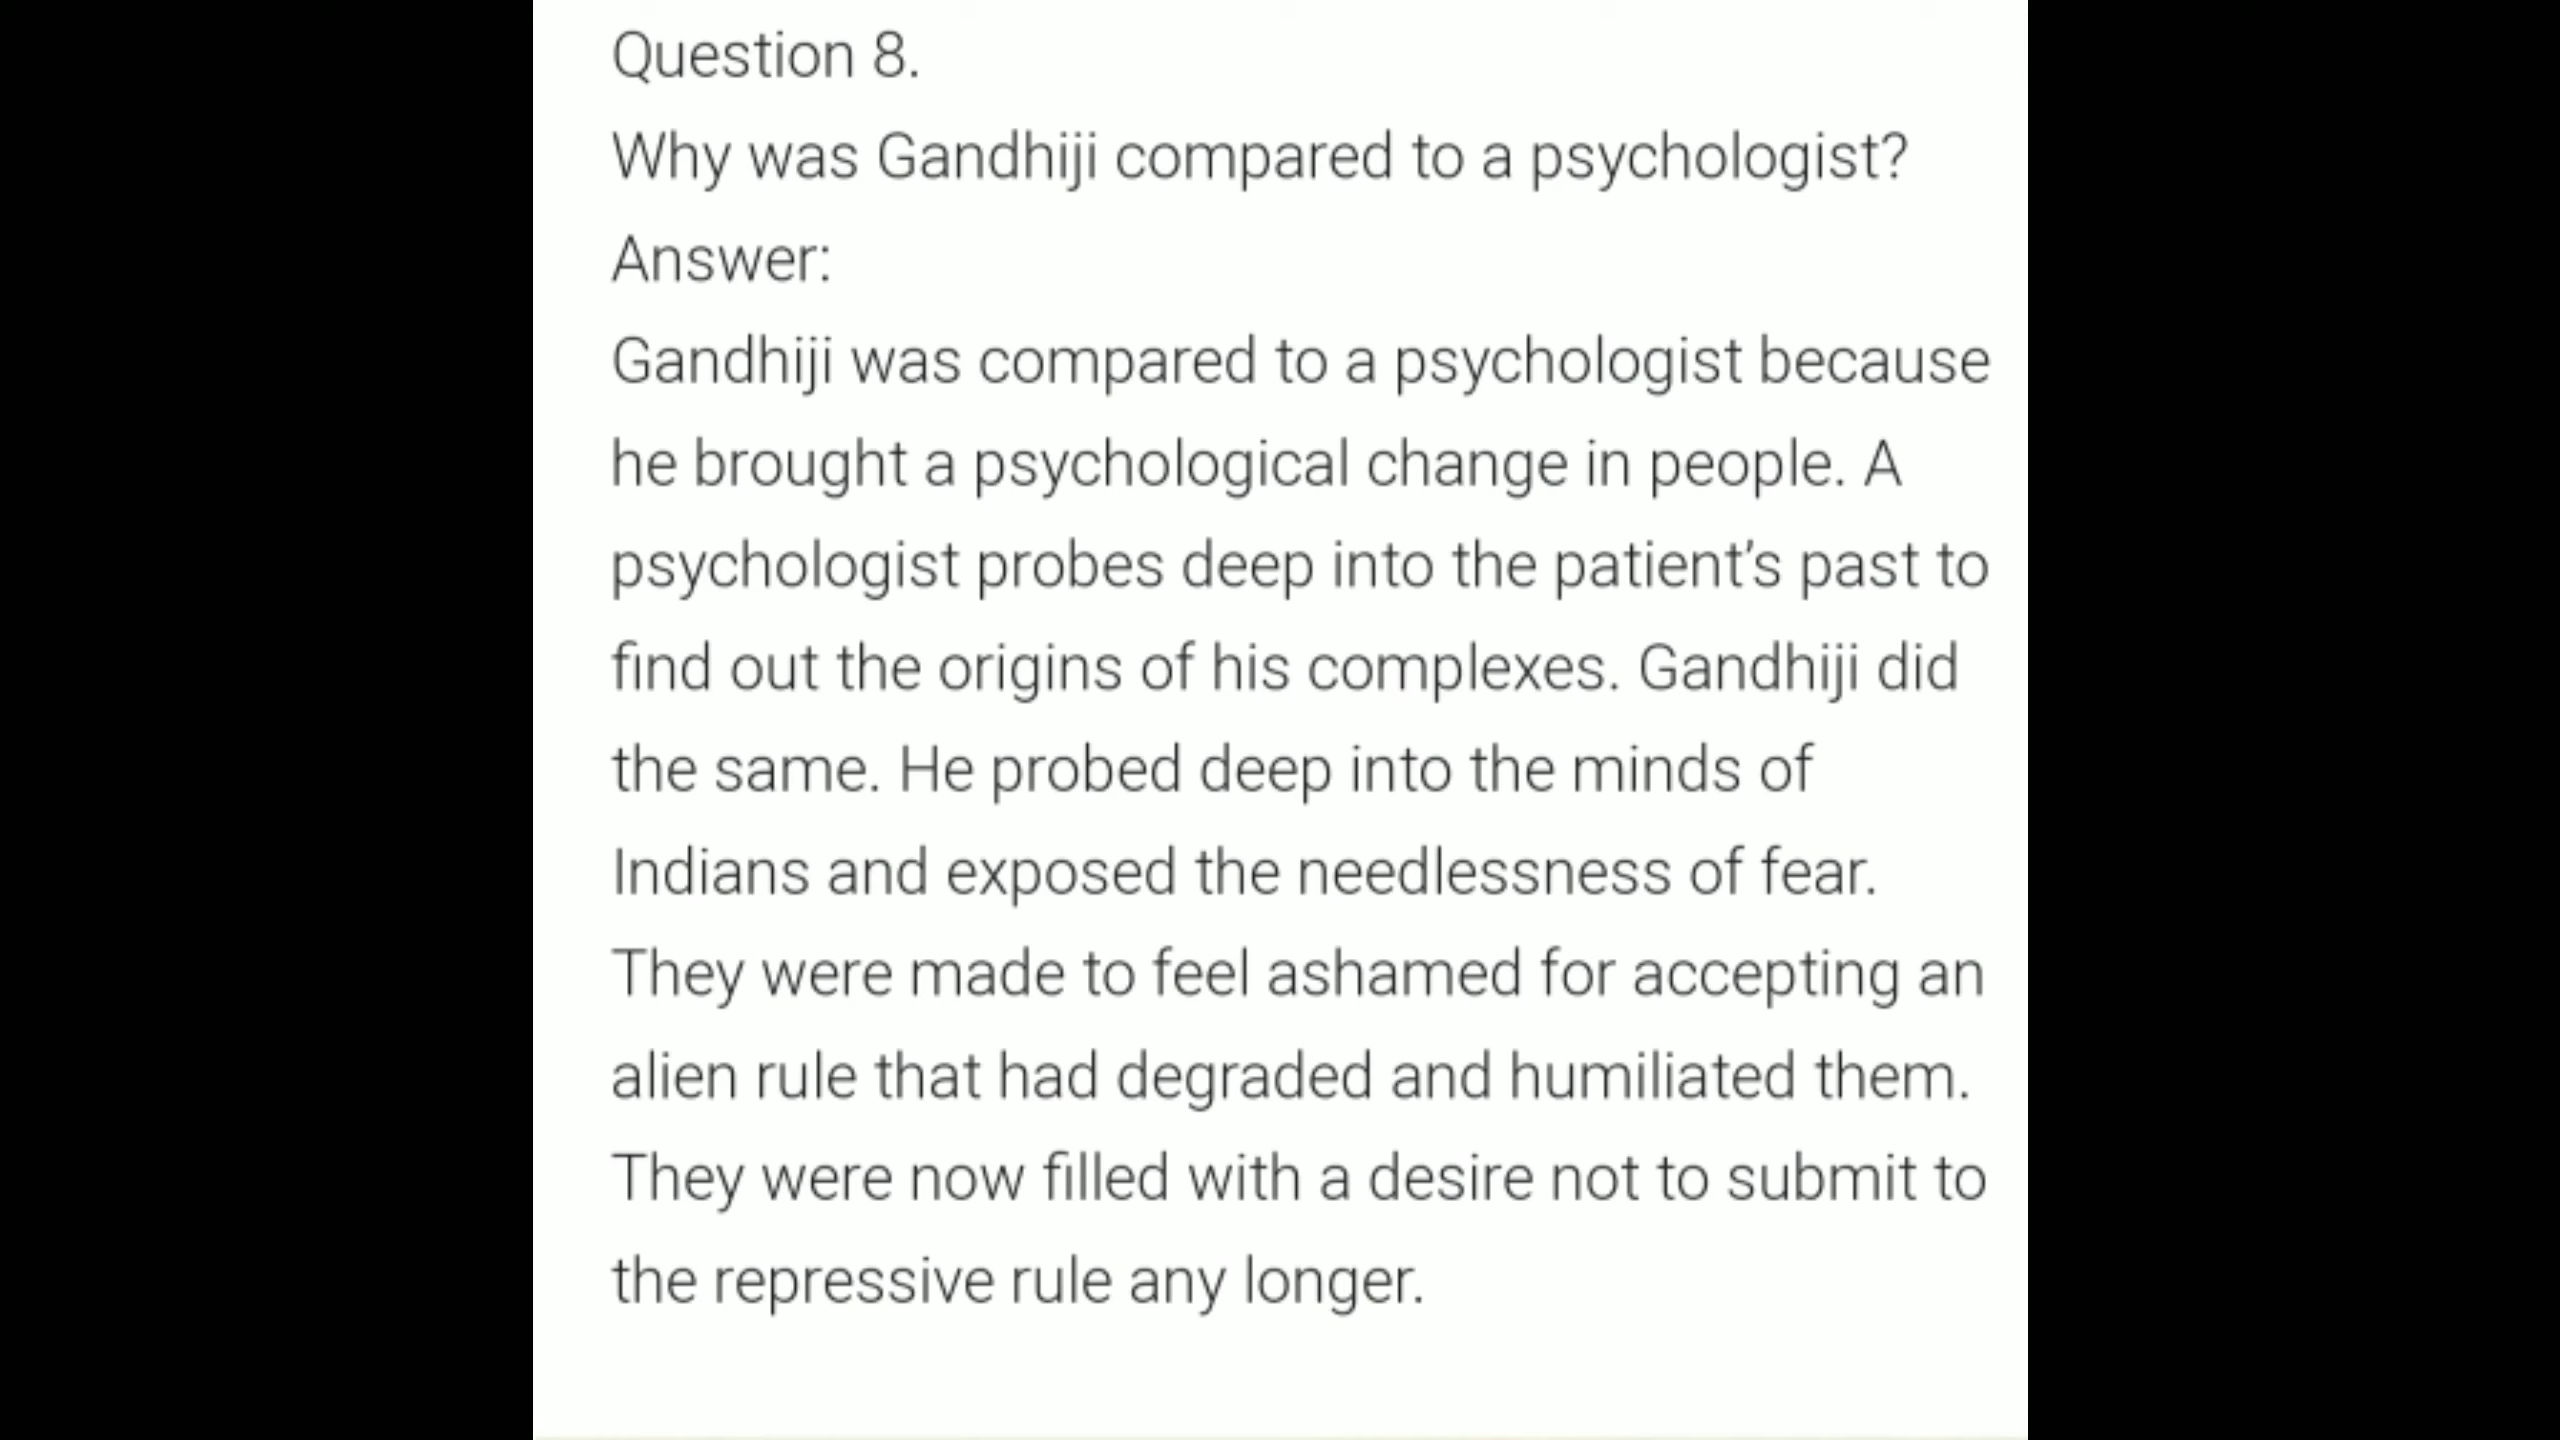 Question 8.
Why was Gandhiji compared to a psychologist?
Answer:
Gandhiji was compared to a psychologist because
he brought a psychological change in people. A
psychologist probes deep into the patient’s past to
find out the origins of his complexes. Gandhiji did
the same. He probed deep into the minds of
Indians and exposed the needlessness of fear.
They were made to feel ashamed for accepting an
alien rule that had degraded and humiliated them.
They were now filled with a desire not to submit to
the repressive rule any longer.